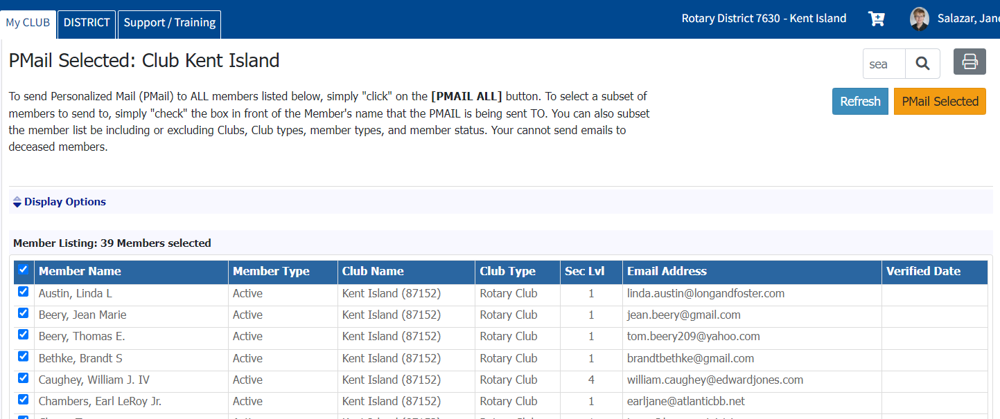 My CLUB DISTRICT Support / Training Rotary District 7630 - Kent Island Salazar, Jane
PMail Selected: Club Kent Island sea
To send Personalized Mail (PMail) to ALL members listed below, simply "click" on the [PMAIL ALL] button. To select a subset of
members to send to, simply "check" the box in front of the Member's name that the PMAIL is being sent TO. You can also subset
the member list be including or excluding Clubs, Club types, member types, and member status. Your cannot send emails to
deceased members.
Refresh PMail Selected
Display Options
Member Listing: 39 Members selected
Member Name Member Type Club Name Club Type Sec Lvl Email Address Verified Date
Austin, Linda L Active Kent Island (87152) Rotary Club 1 linda.austin@longandfoster.com
Beery, Jean Marie Active Kent Island (87152) Rotary Club 1 jean.beery@gmail.com
Beery, Thomas E. Active Kent Island (87152) Rotary Club 1 tom.beery209@yahoo.com
Bethke, Brandt S Active Kent Island (87152) Rotary Club 1 brandtbethke@gmail.com
Caughey, William J. IV Active Kent Island (87152) Rotary Club 4 william.caughey@edwardjones.com
Chambers, Earl LeRoy Jr. Active Kent Island (87152) Rotary Club 1 earljane@atlanticbb.net